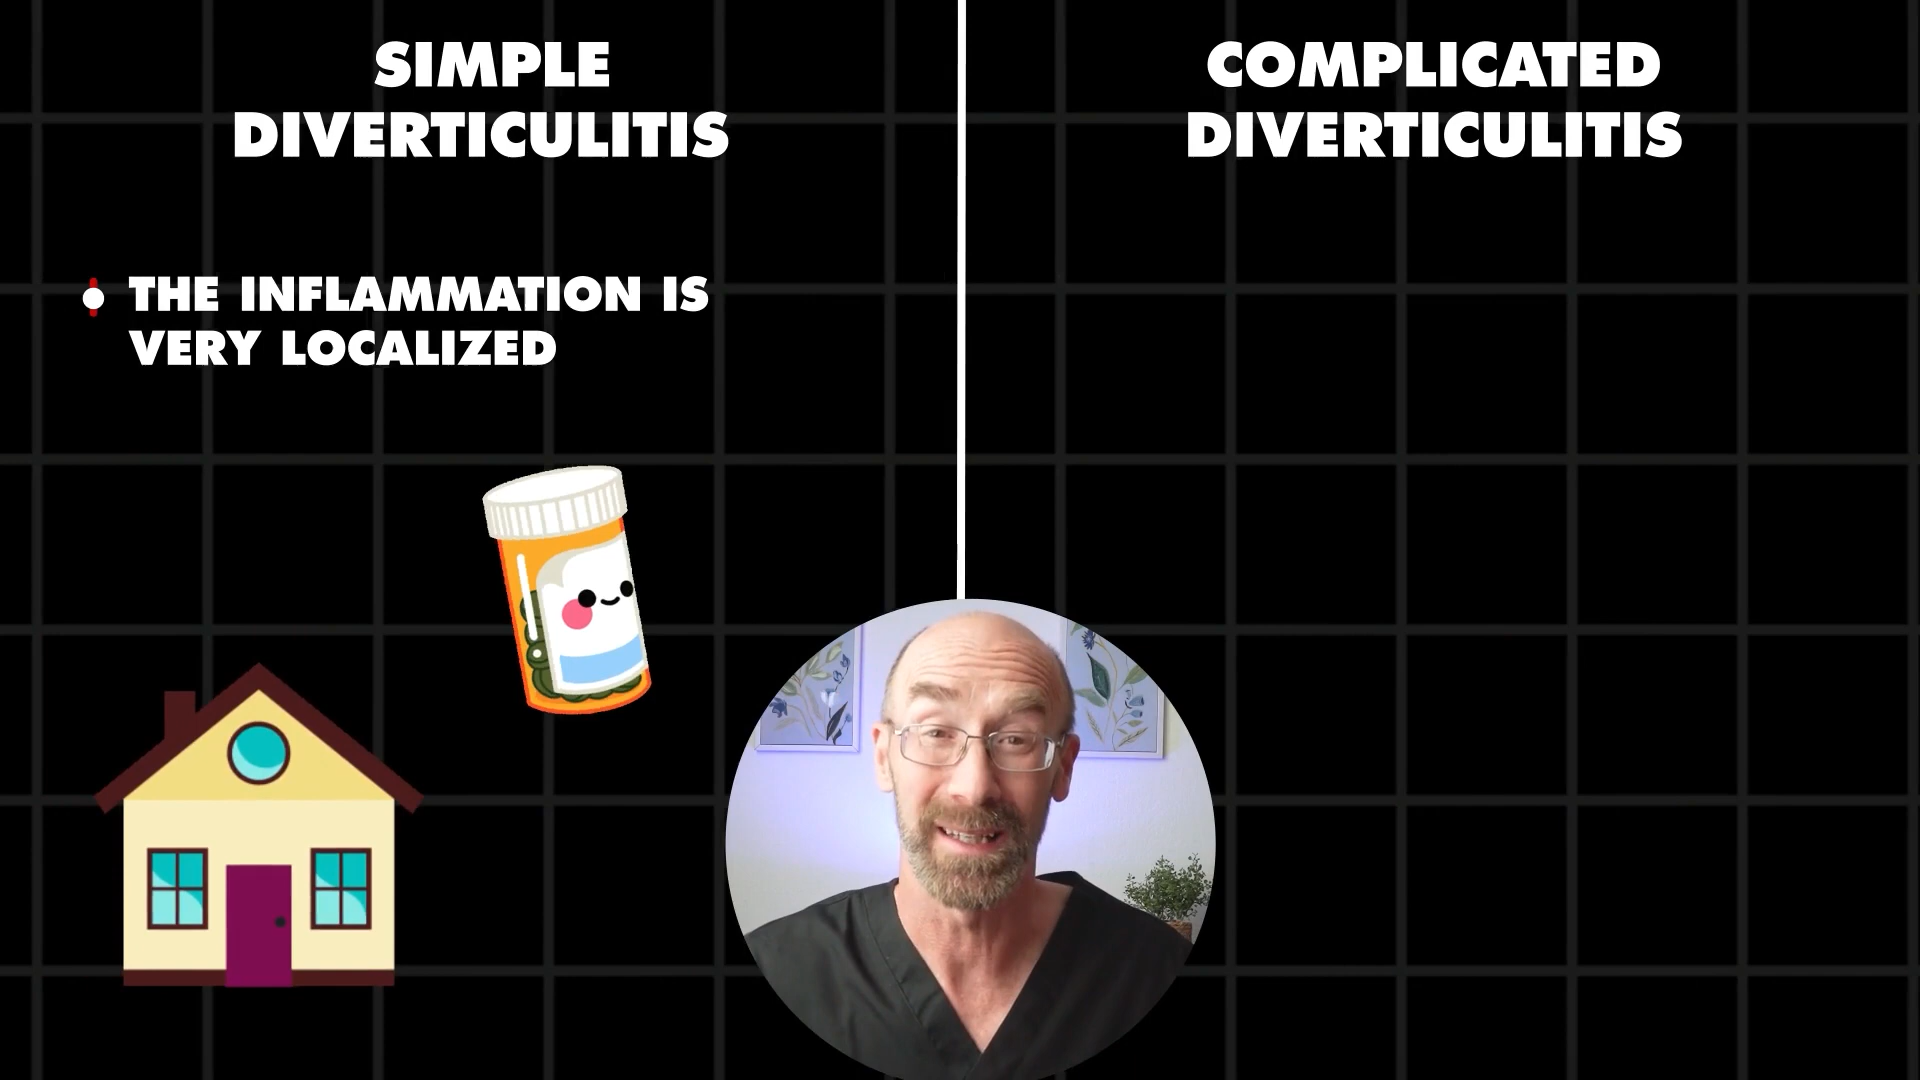 SIMPLE
DIVERTICULITIS
THE INFLAMMATION IS
VERY LOCALIZED
COMPLICATED
DIVERTICULITIS